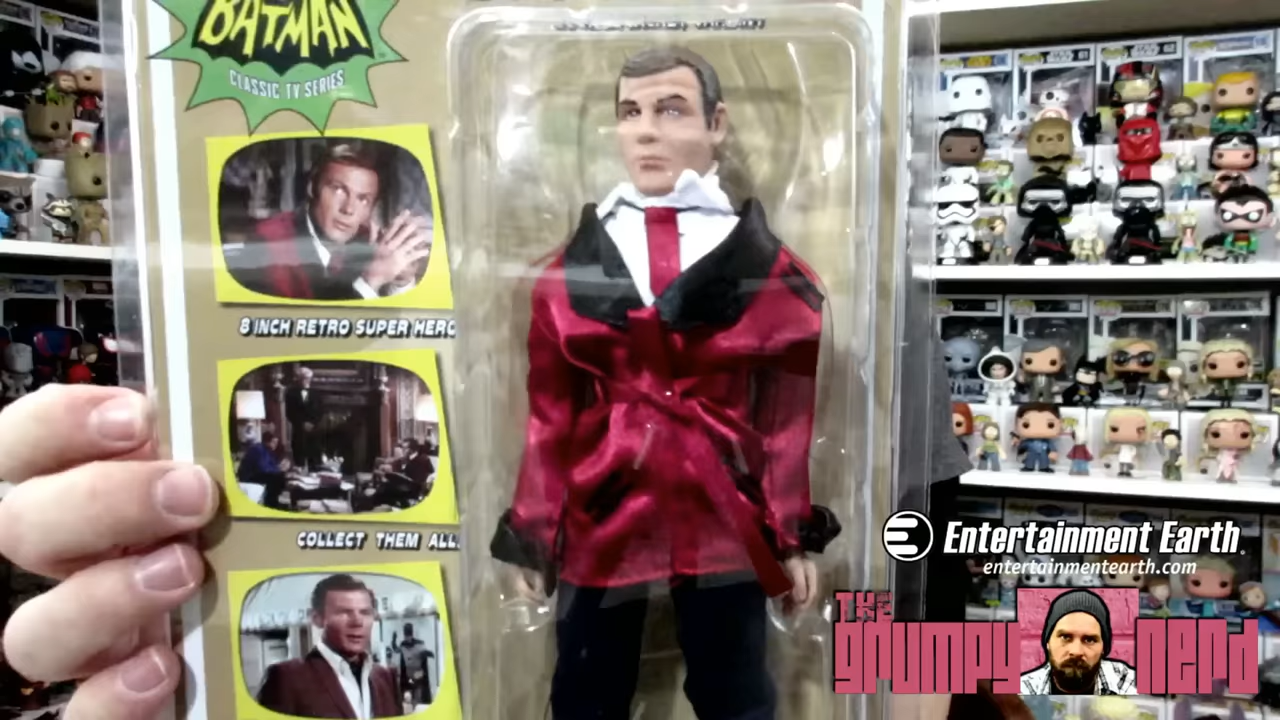 BATMAN
CLASSIC TV SERIES
8 INCH RETRO SUPER HERO
COLLECT THEM ALL
Entertainment Earth
entertainmentearth.com
THE
grumpy nerd